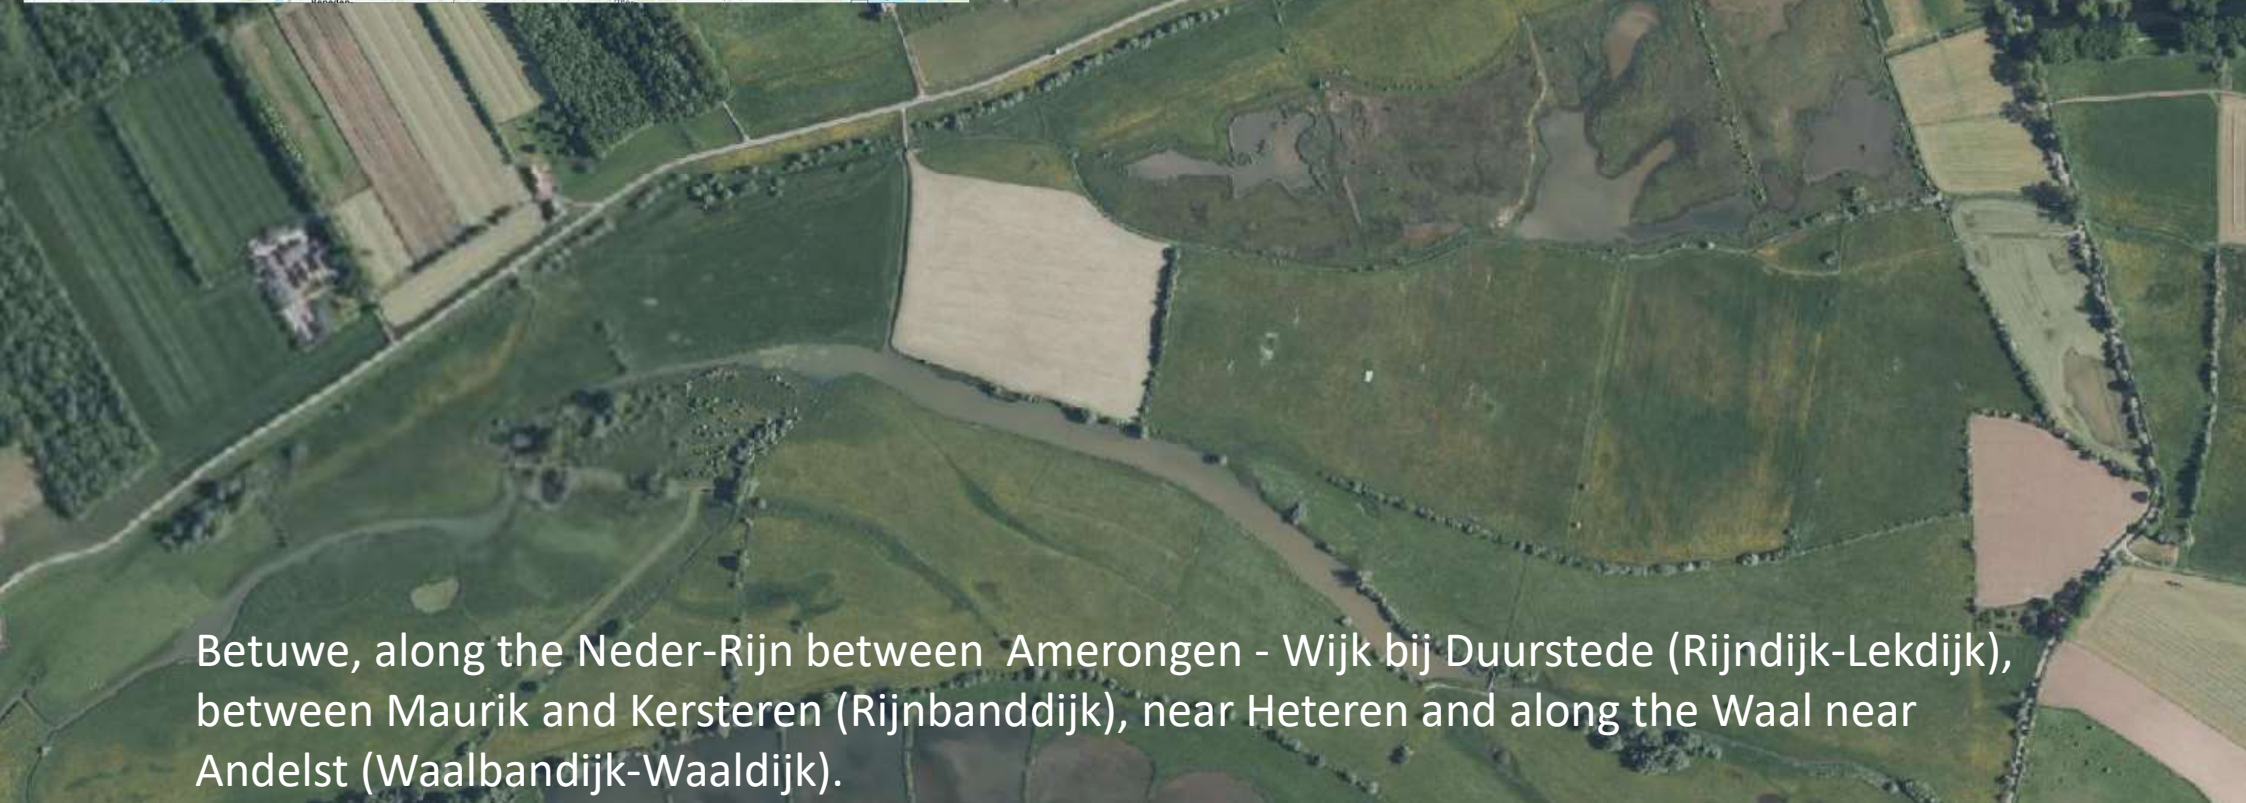 Betuwe, along the Neder-Rijn between  Amerongen - Wijk bij Duurstede (Rijndijk-Lekdijk),
between Maurik and Kersteren (Rijnbanddijk), near Heteren and along the Waal near
Andelst (Waalbandijk-Waaldijk).